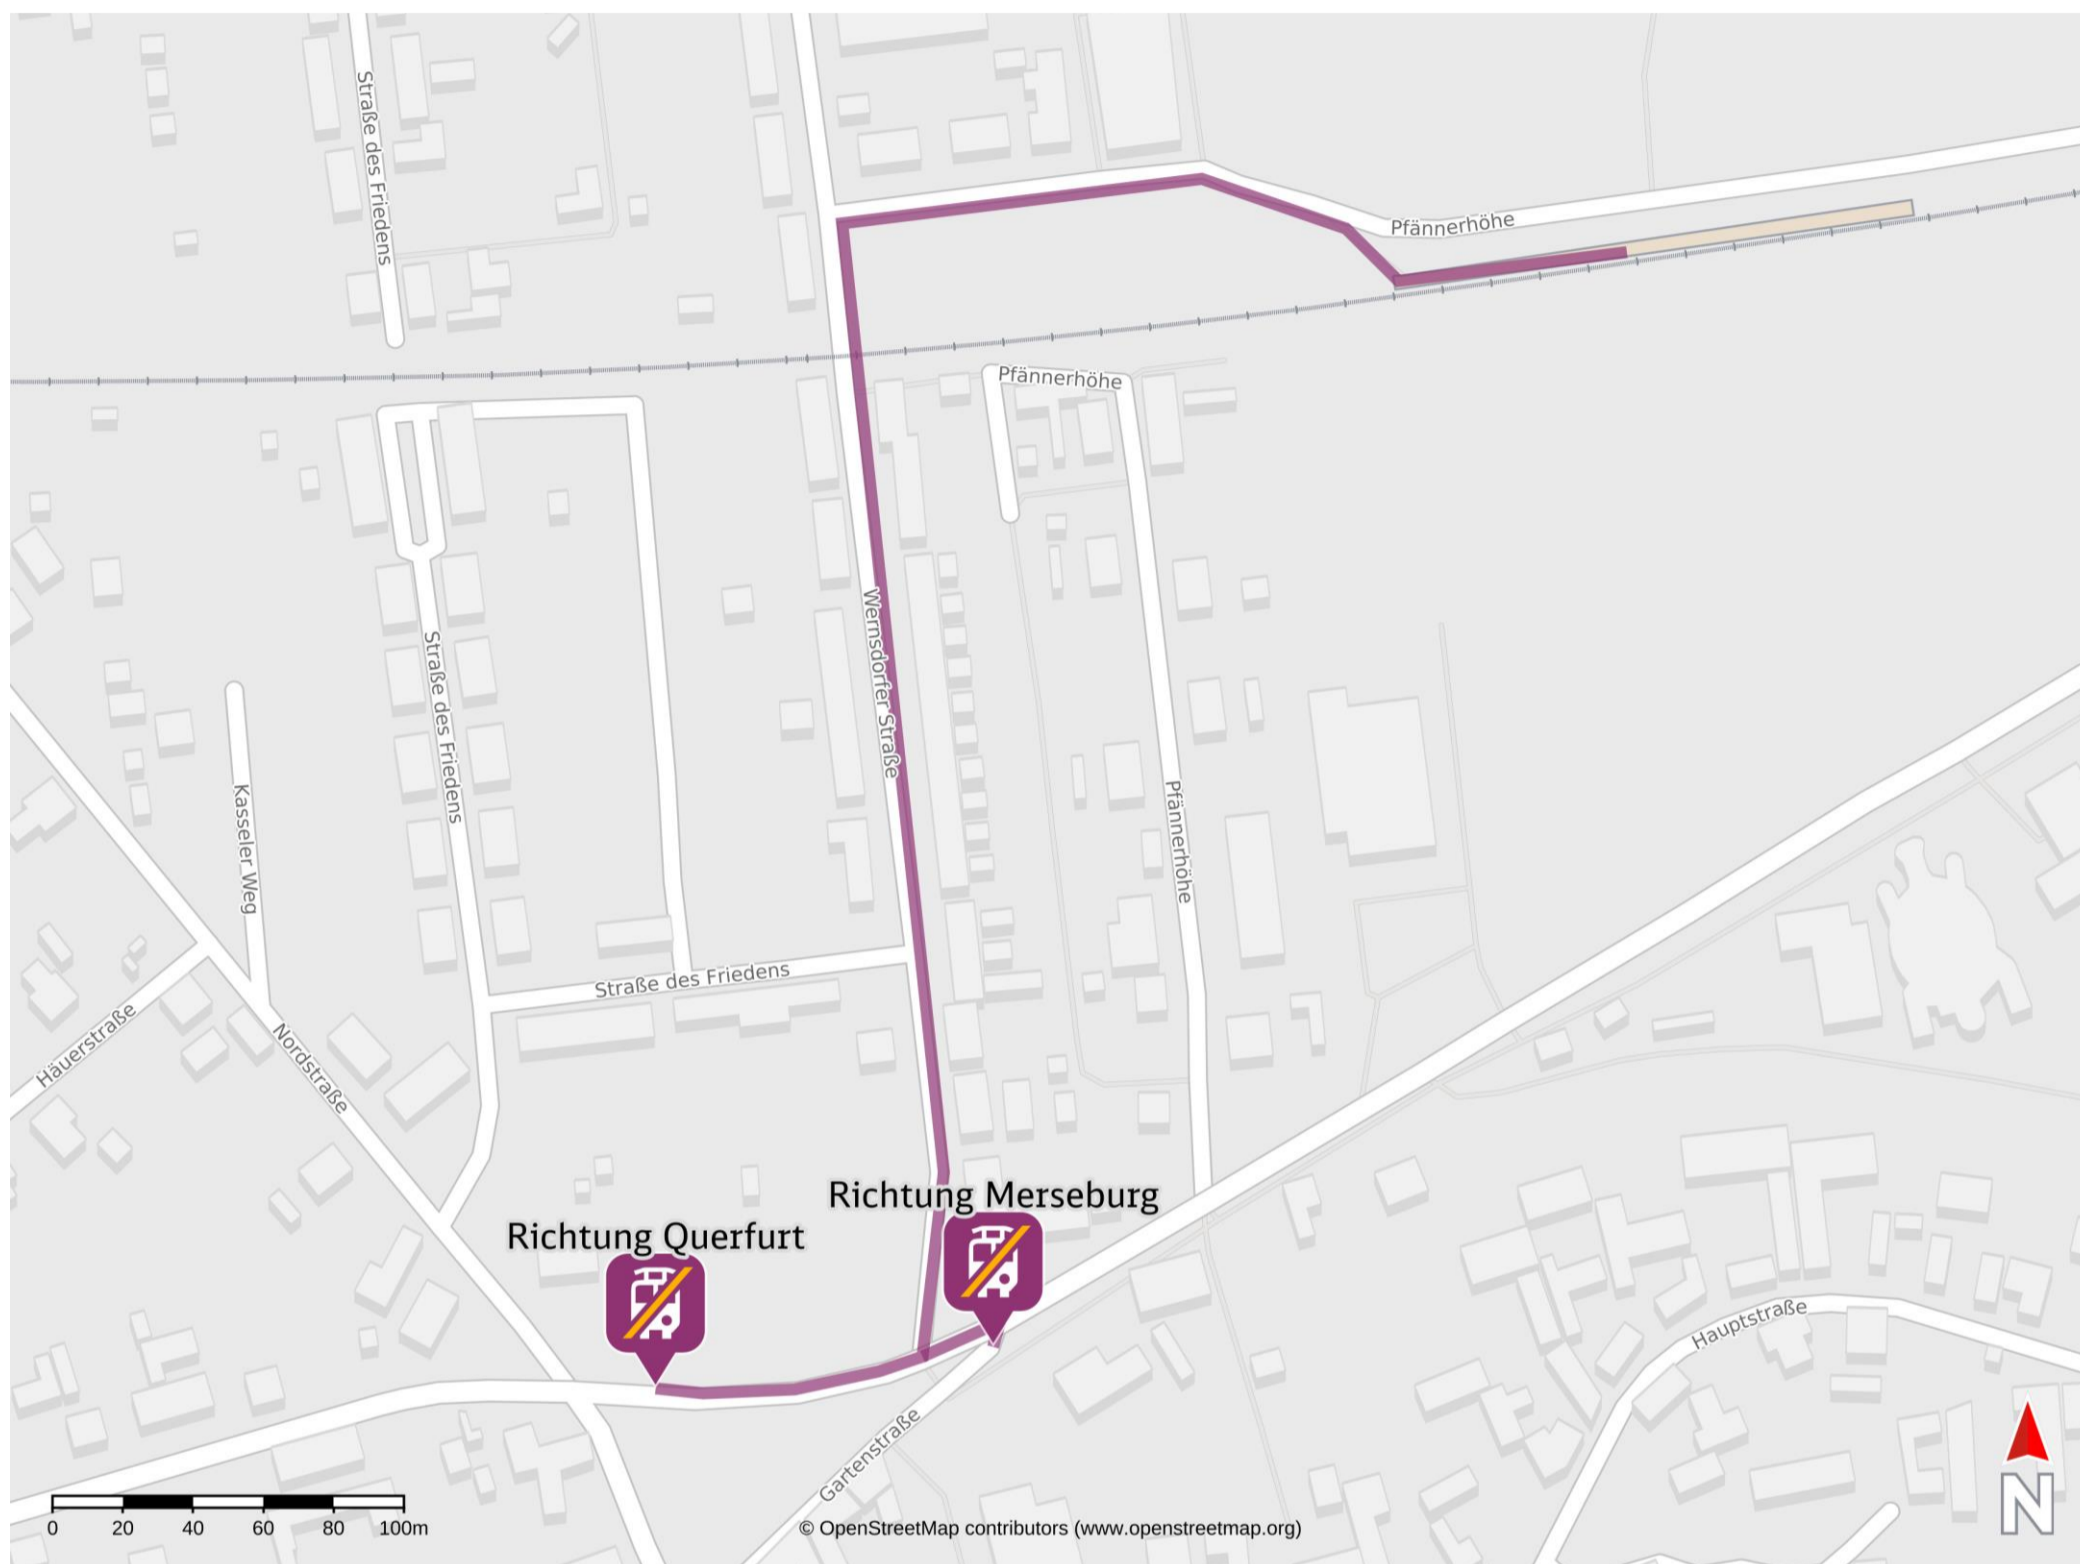 Straße des Friedens
Pfännerhöhe
Pfännerhöhe
Wernsdorfer Straße
Straße des Friedens
Kasseler Weg
Pfännerhöhe
Straße des Friedens
Häuerstraße
Nordstraße
Richtung Merseburg
Richtung Querfurt
Hauptstraße
Gartenstraße
N
0 20 40 60 80 100m
© OpenStreetMap contributors (www.openstreetmap.org)